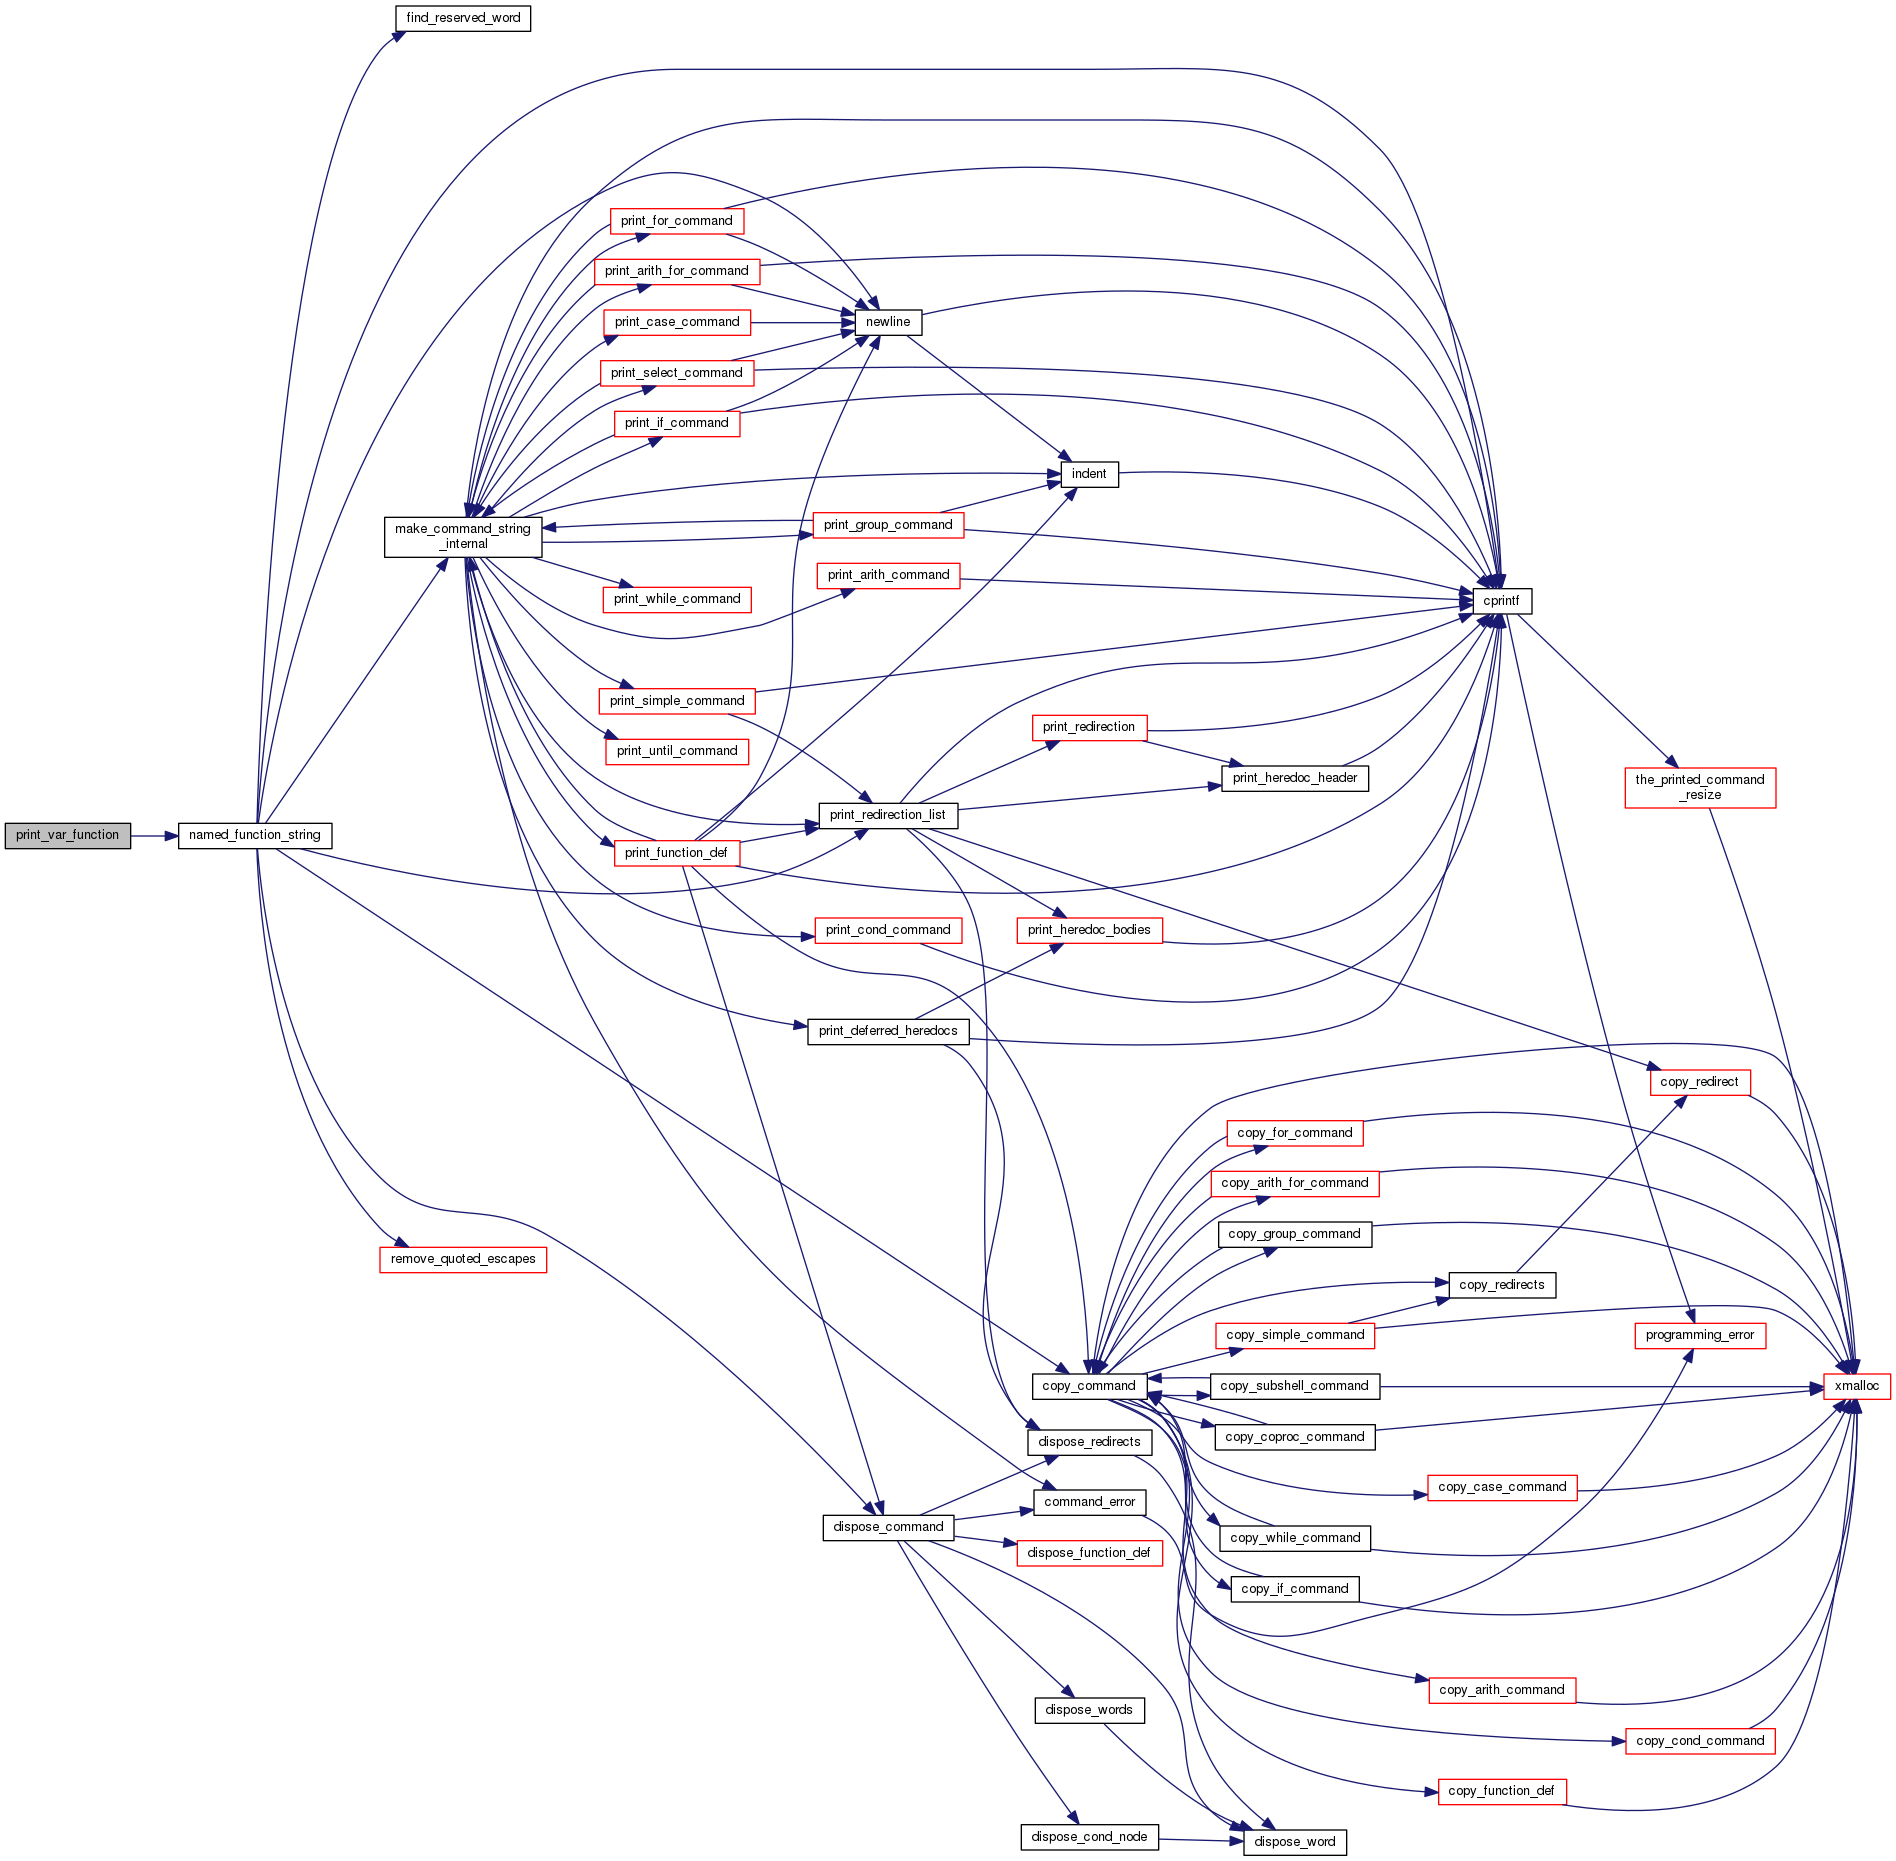 find_reserved_word
print_for_command
print_arith_for_command
print_case_command
newline
print_select_command
print_if_command
indent
make_command_string
_internal
print_group_command
print_arith_command
print_while_command
cprintf
print_simple_command
print_redirection
print_until_command
print_heredoc_header
the_printed_command
_resize
print_redirection_list
print_var_function
named_function_string
print_function_def
print_cond_command
print_heredoc_bodies
print_deferred_heredocs
copy_redirect
copy_for_command
copy_arith_for_command
copy_group_command
remove_quoted_escapes
copy_redirects
copy_simple_command
programming_error
copy_command
copy_subshell_command
xmalloc
copy_coproc_command
dispose_redirects
copy_case_command
command_error
dispose_command
copy_while_command
dispose_function_def
copy_if_command
copy_arith_command
dispose_words
copy_cond_command
copy_function_def
dispose_cond_node
dispose_word